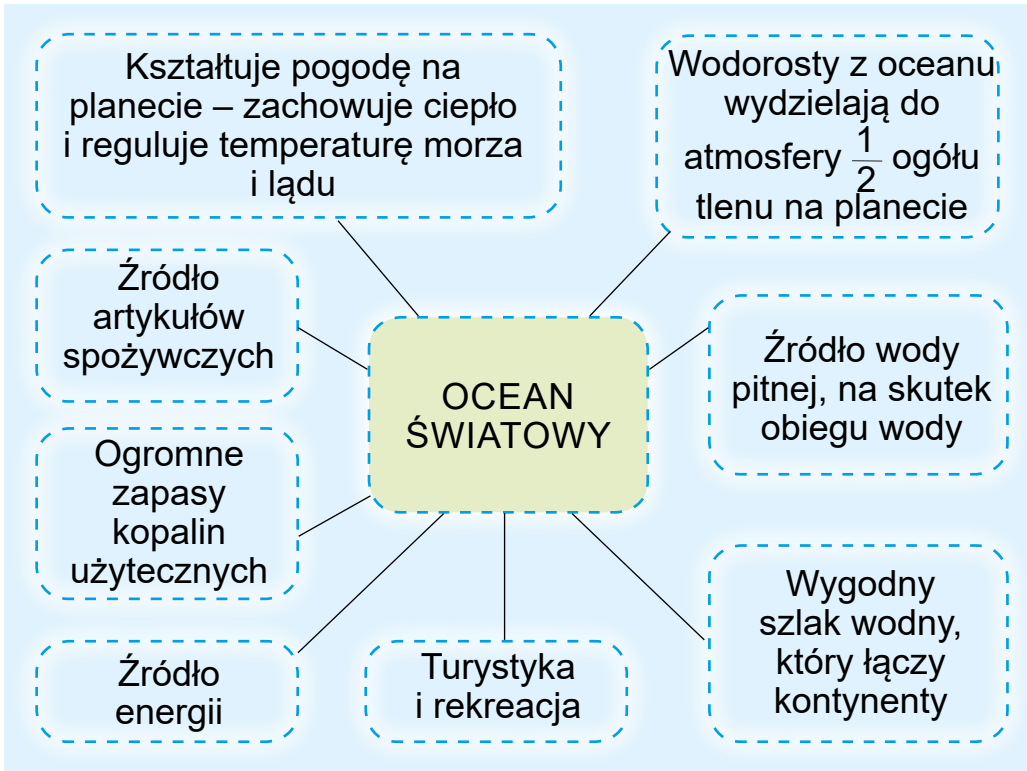 Kształtuje pogodę na
planecie – zachowuje ciepło
i reguluje temperaturę morza
i lądu
Wodorosty z oceanu
wydzielają do
atmosfery 1/2 ogółu
tlenu na planecie
Źródło
artykułów
spożywczych
OCEAN
ŚWIATOWY
Źródło wody
pitnej, na skutek
obiegu wody
Ogromne
zapasy
kopalin
użytecznych
Źródło
energii
Turystyka
i rekreacja
Wygodny
szlak wodny,
który łączy
kontynenty